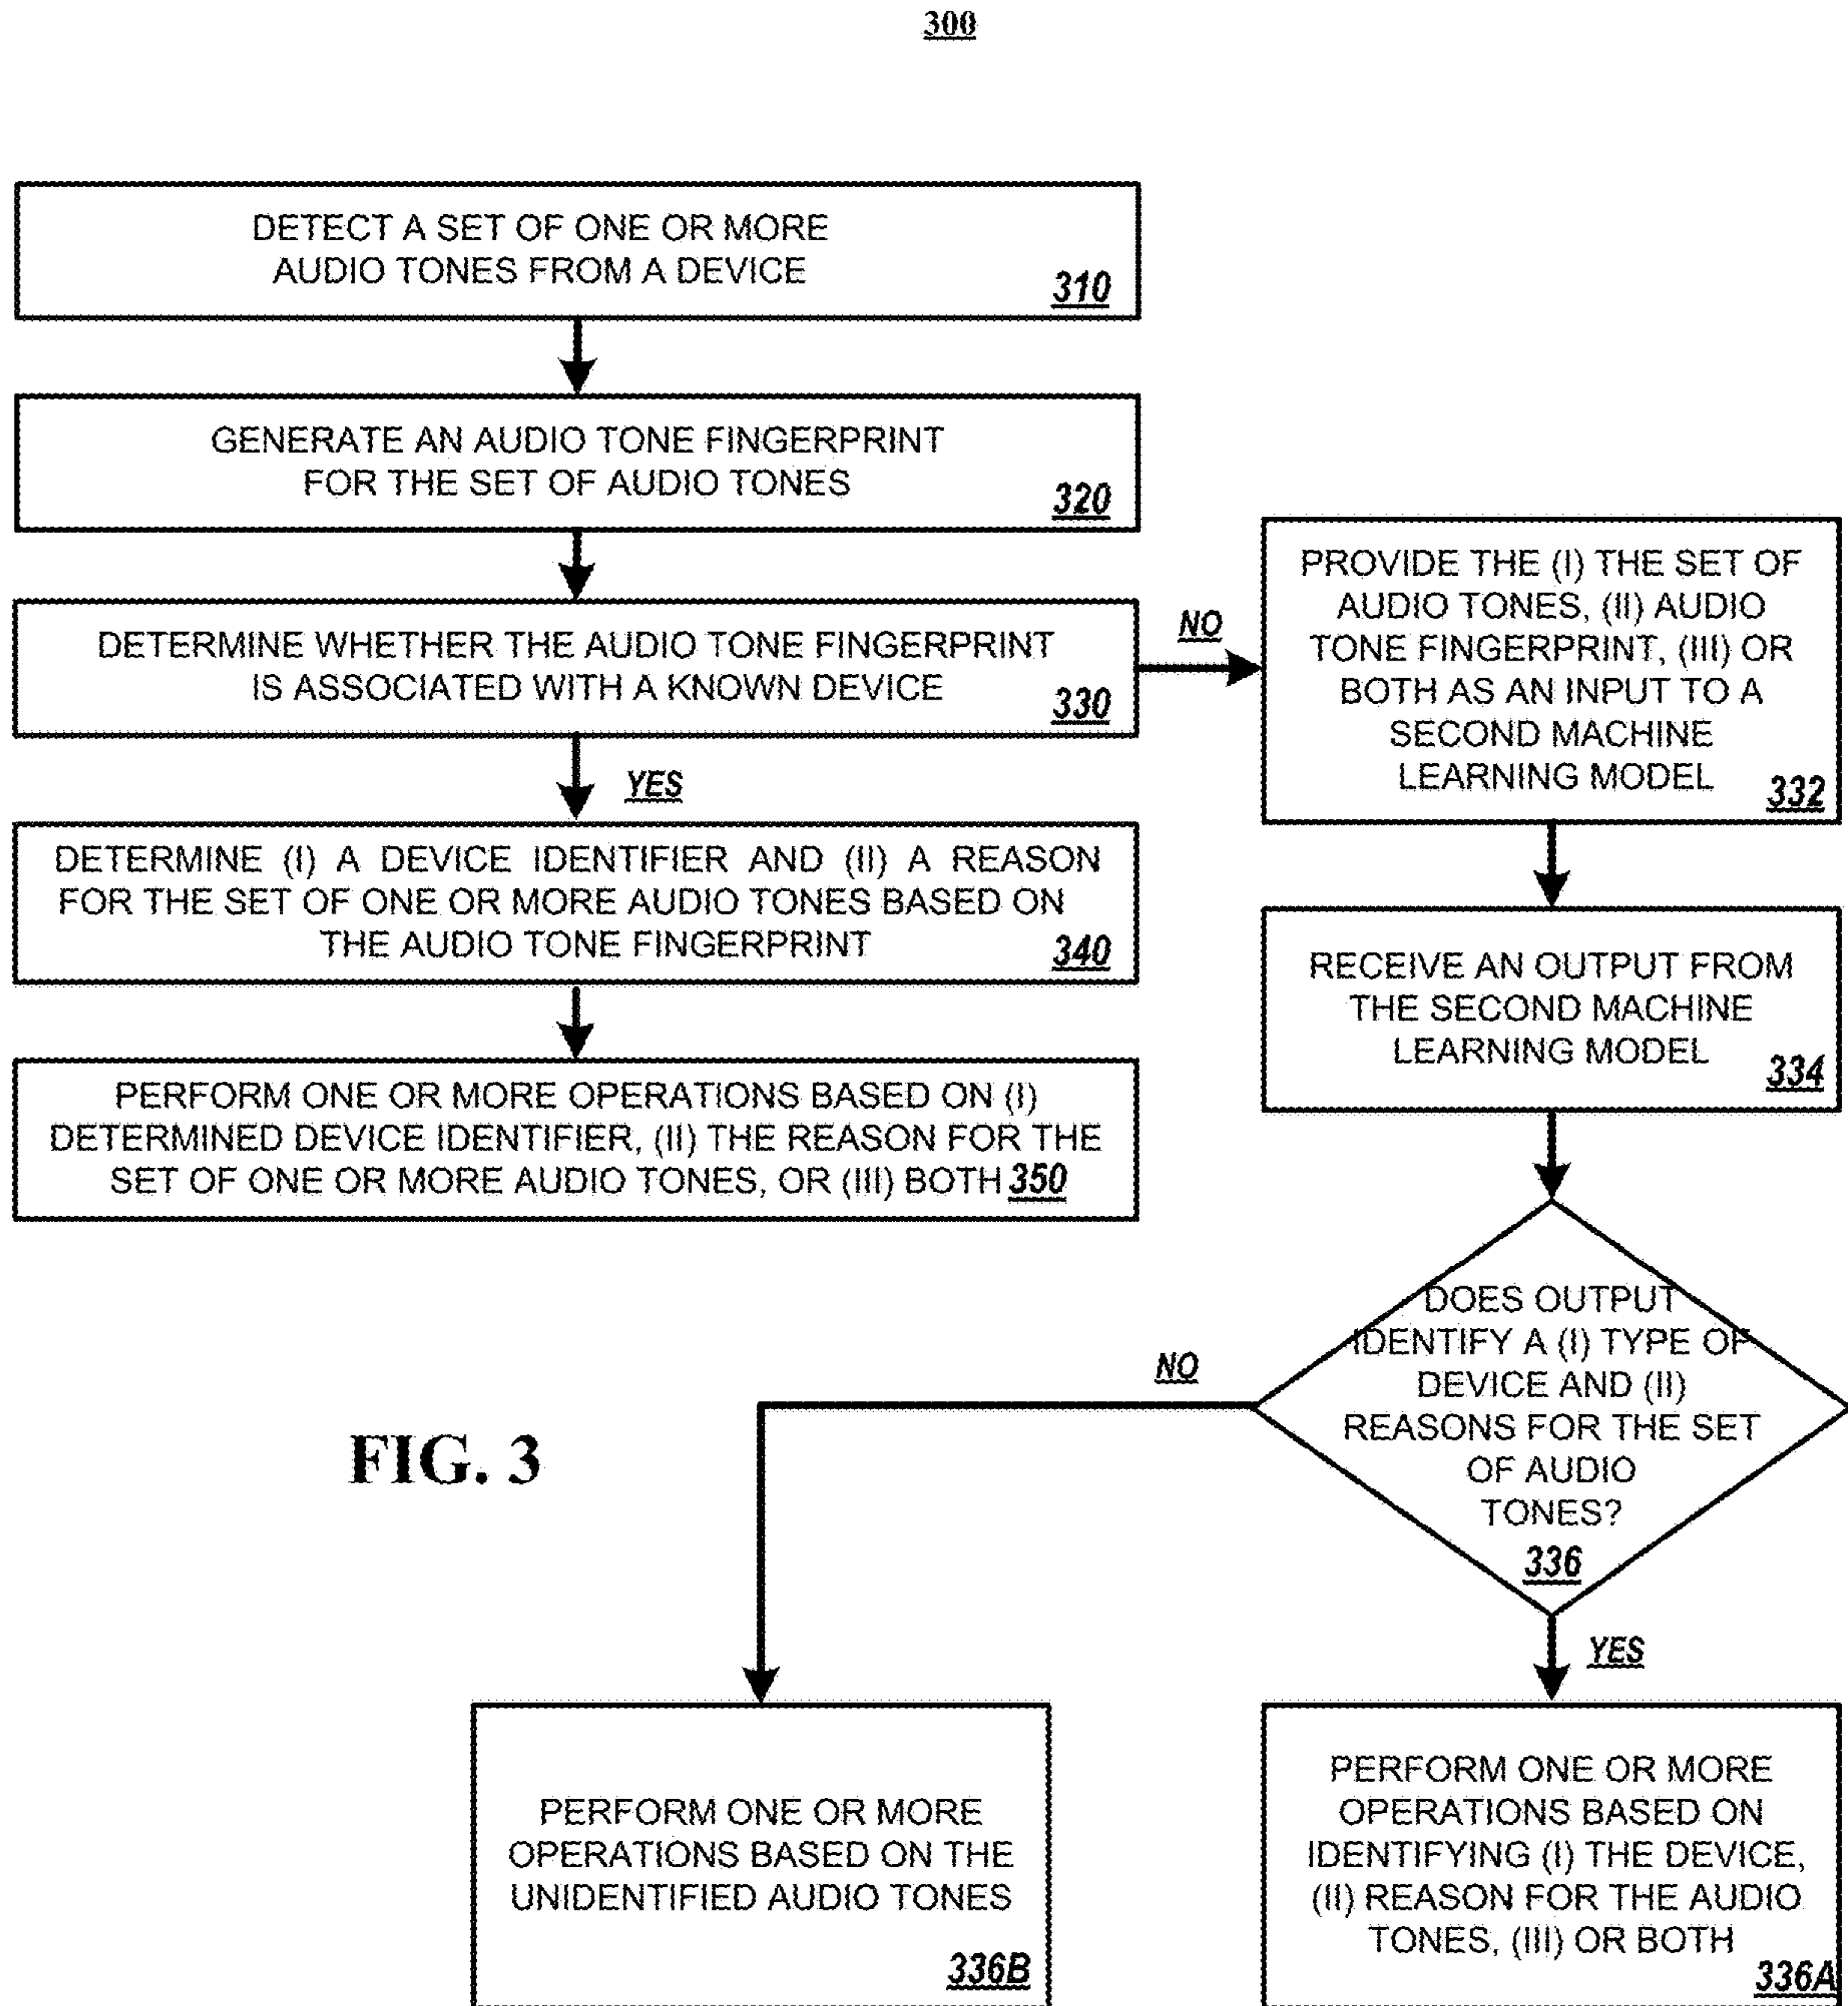 300
DETECT A SET OF ONE OR MORE
AUDIO TONES FROM A DEVICE
310
GENERATE AN AUDIO TONE FINGERPRINT
FOR THE SET OF AUDIO TONES
320
DETERMINE WHETHER THE AUDIO TONE FINGERPRINT
IS ASSOCIATED WITH A KNOWN DEVICE
330
NO
PROVIDE THE (I) THE SET OF
AUDIO TONES, (II) AUDIO
TONE FINGERPRINT, (III) OR
BOTH AS AN INPUT TO A
SECOND MACHINE
LEARNING MODEL
332
YES
DETERMINE (I) A DEVICE IDENTIFIER AND (II) A REASON
FOR THE SET OF ONE OR MORE AUDIO TONES BASED ON
THE AUDIO TONE FINGERPRINT
340
RECEIVE AN OUTPUT FROM
THE SECOND MACHINE
LEARNING MODEL
334
PERFORM ONE OR MORE OPERATIONS BASED ON (I)
DETERMINED DEVICE IDENTIFIER, (II) THE REASON FOR THE
SET OF ONE OR MORE AUDIO TONES, OR (III) BOTH 350
DOES OUTPUT
IDENTIFY A (I) TYPE OF
DEVICE AND (II)
REASONS FOR THE SET
OF AUDIO
TONES?
336
NO
FIG. 3
YES
PERFORM ONE OR MORE
OPERATIONS BASED ON THE
UNIDENTIFIED AUDIO TONES
336B
PERFORM ONE OR MORE
OPERATIONS BASED ON
IDENTIFYING (I) THE DEVICE,
(II) REASON FOR THE AUDIO
TONES, (III) OR BOTH
336A